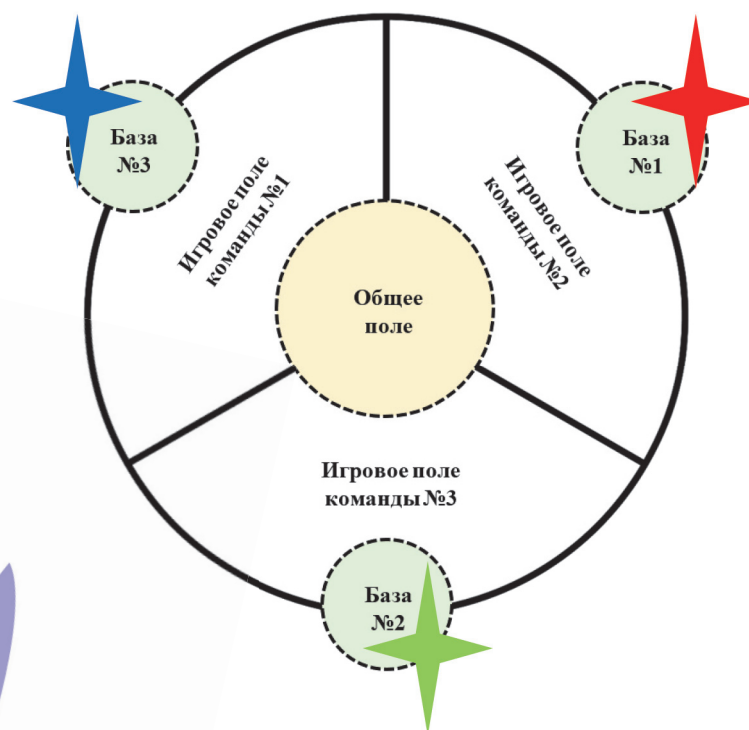 База
№3
База
№1
Игровое поле
команды №1
Игровое поле
команды №2
Общее
поле
Игровое поле
команды №3
База
№2